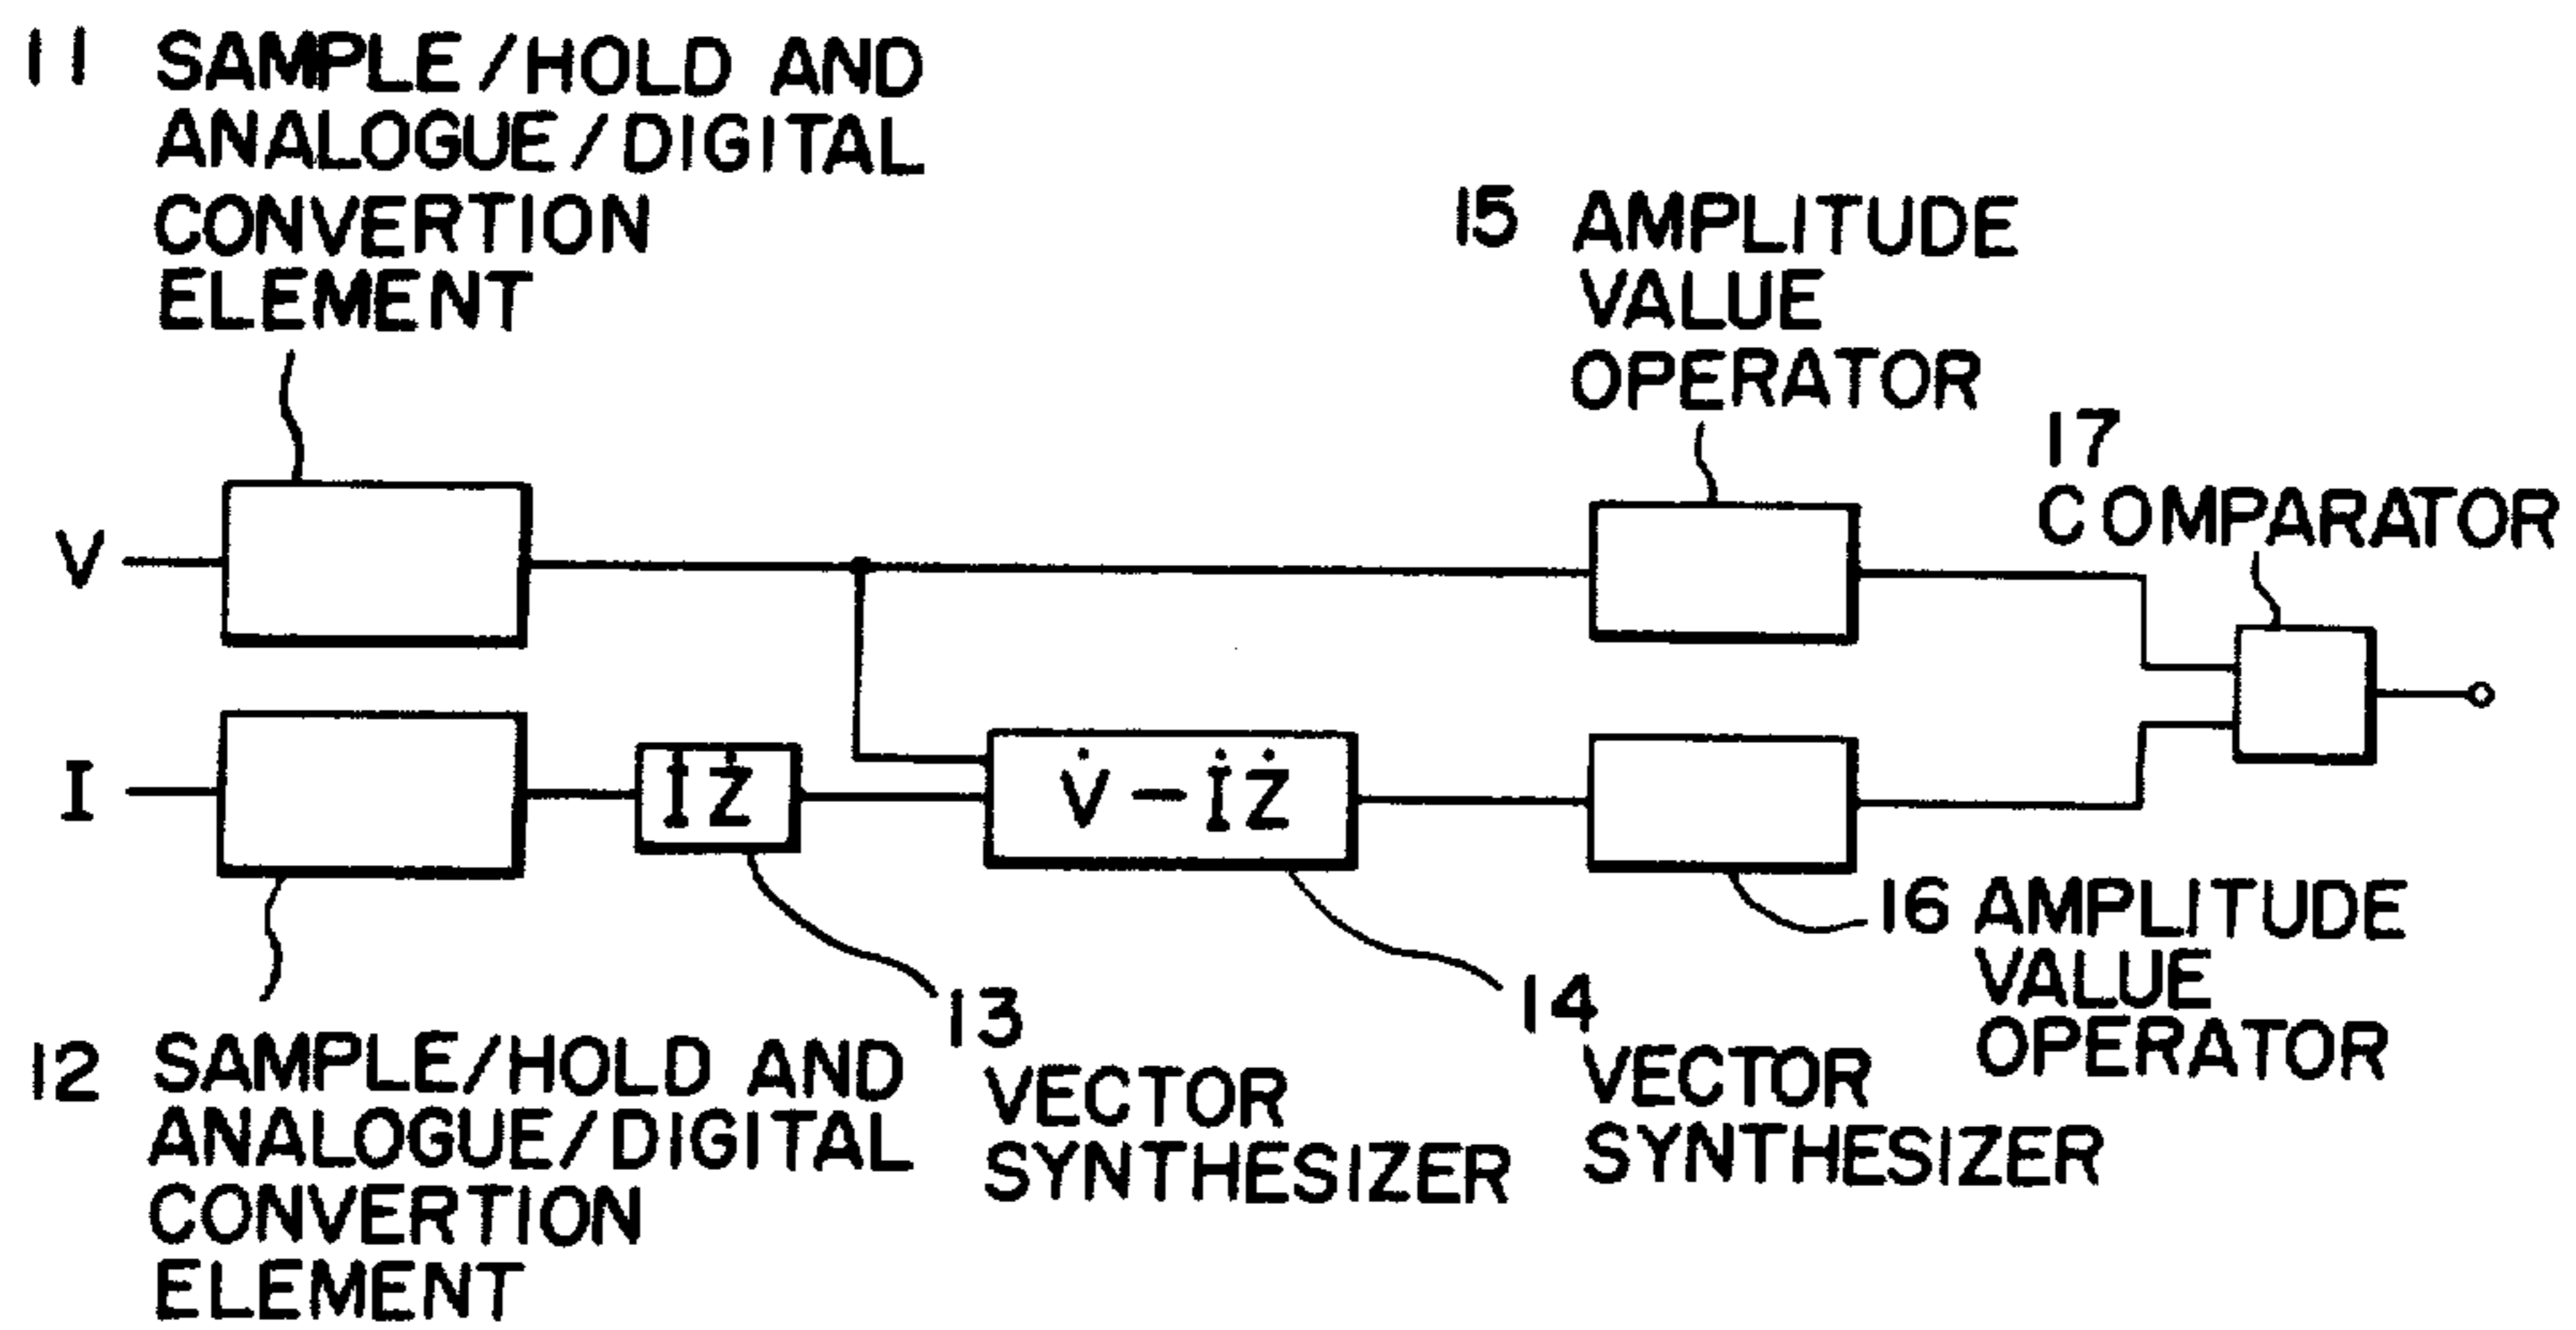 11 SAMPLE/HOLD AND
ANALOGUE/DIGITAL
CONVERTION
ELEMENT
15 AMPLITUDE
VALUE
OPERATOR
17
COMPARATOR
V
I
İŻ
V̇-İŻ
16 AMPLITUDE
VALUE
OPERATOR
13
VECTOR
SYNTHESIZER
14
VECTOR
SYNTHESIZER
12 SAMPLE/HOLD AND
ANALOGUE/DIGITAL
CONVERTION
ELEMENT